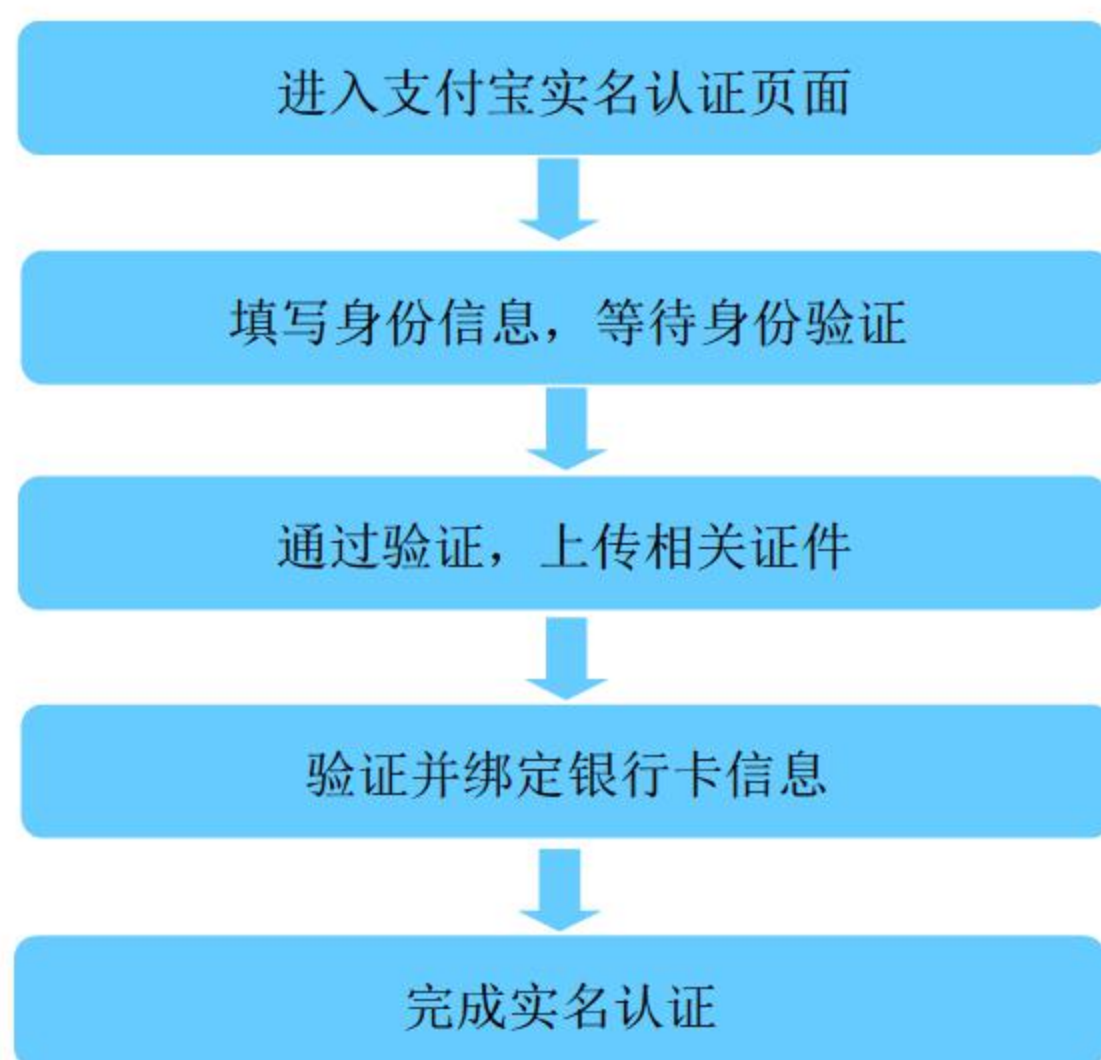 进入支付宝实名认证页面
填写身份信息，等待身份验证
通过验证，上传相关证件
验证并绑定银行卡信息
完成实名认证